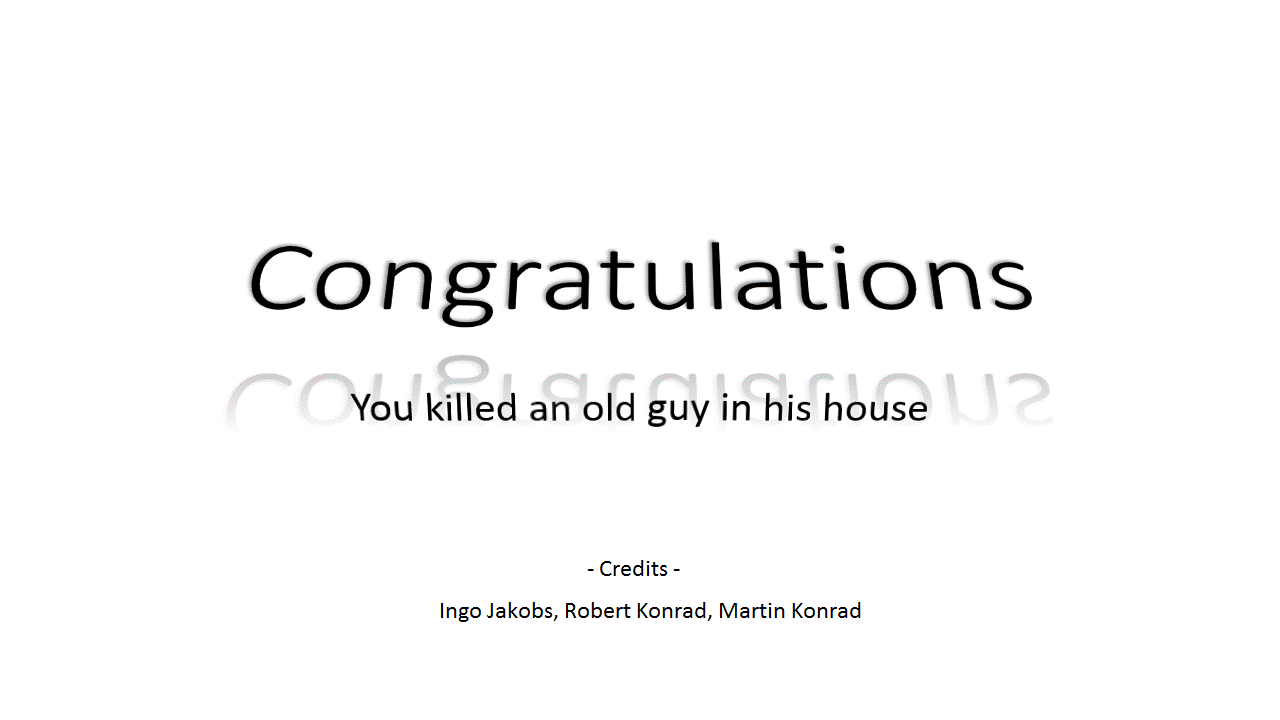 Congratulations
You killed an old guy in his house
- Credits -
Ingo Jakobs, Robert Konrad, Martin Konrad